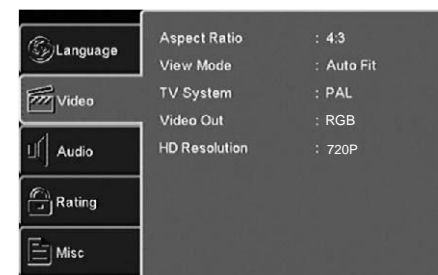 Language
Video
Audio
Rating
Misc
Aspect Ratio : 4:3
View Mode : Auto Fit
TV System : PAL
Video Out : RGB
HD Resolution : 720P